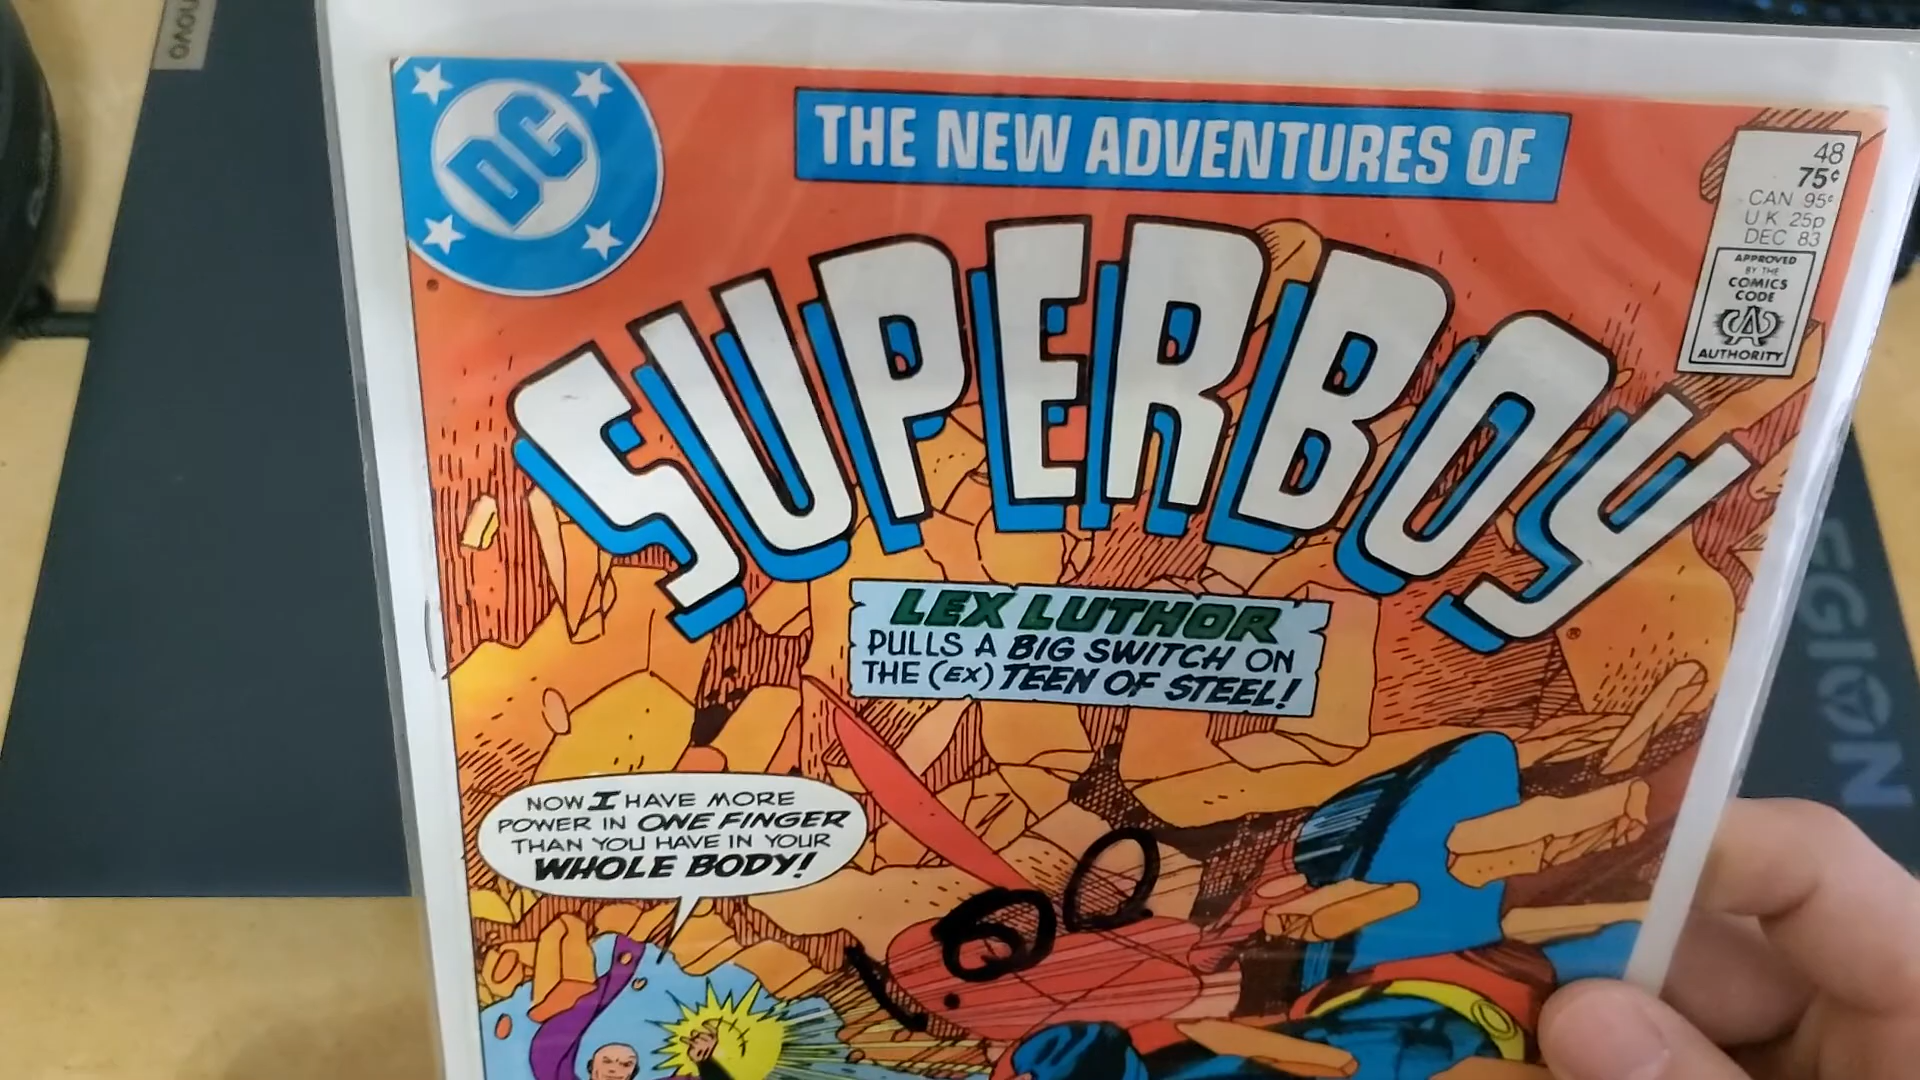 DC
THE NEW ADVENTURES OF
SUPERBOY
48
75¢
CAN 95¢
U.K. 25p
DEC 83
APPROVED
BY THE
COMICS
CODE
CA
AUTHORITY
LEX LUTHOR
PULLS A BIG SWITCH ON
THE (EX) TEEN OF STEEL!
NOW I HAVE MORE
POWER IN ONE FINGER
THAN YOU HAVE IN YOUR
WHOLE BODY!
LEGION